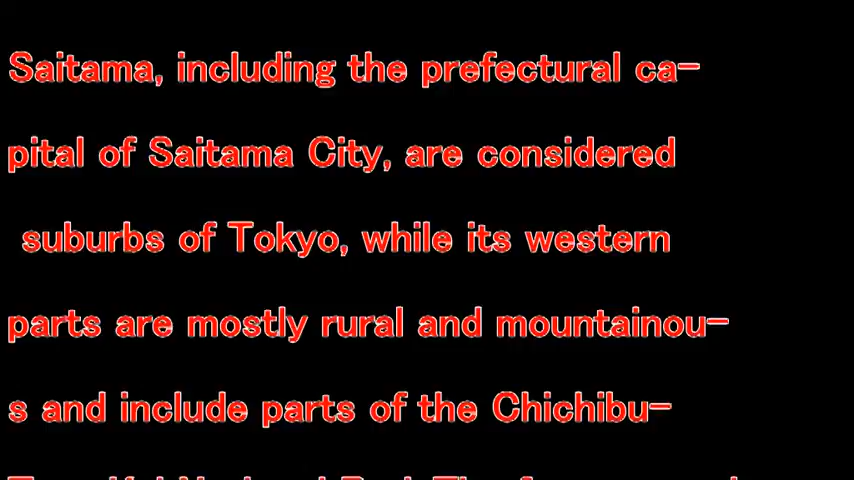 Saitama, including the prefectural ca-
pital of Saitama City, are considered
suburbs of Tokyo, while its western
parts are mostly rural and mountainou-
s and include parts of the Chichibu-